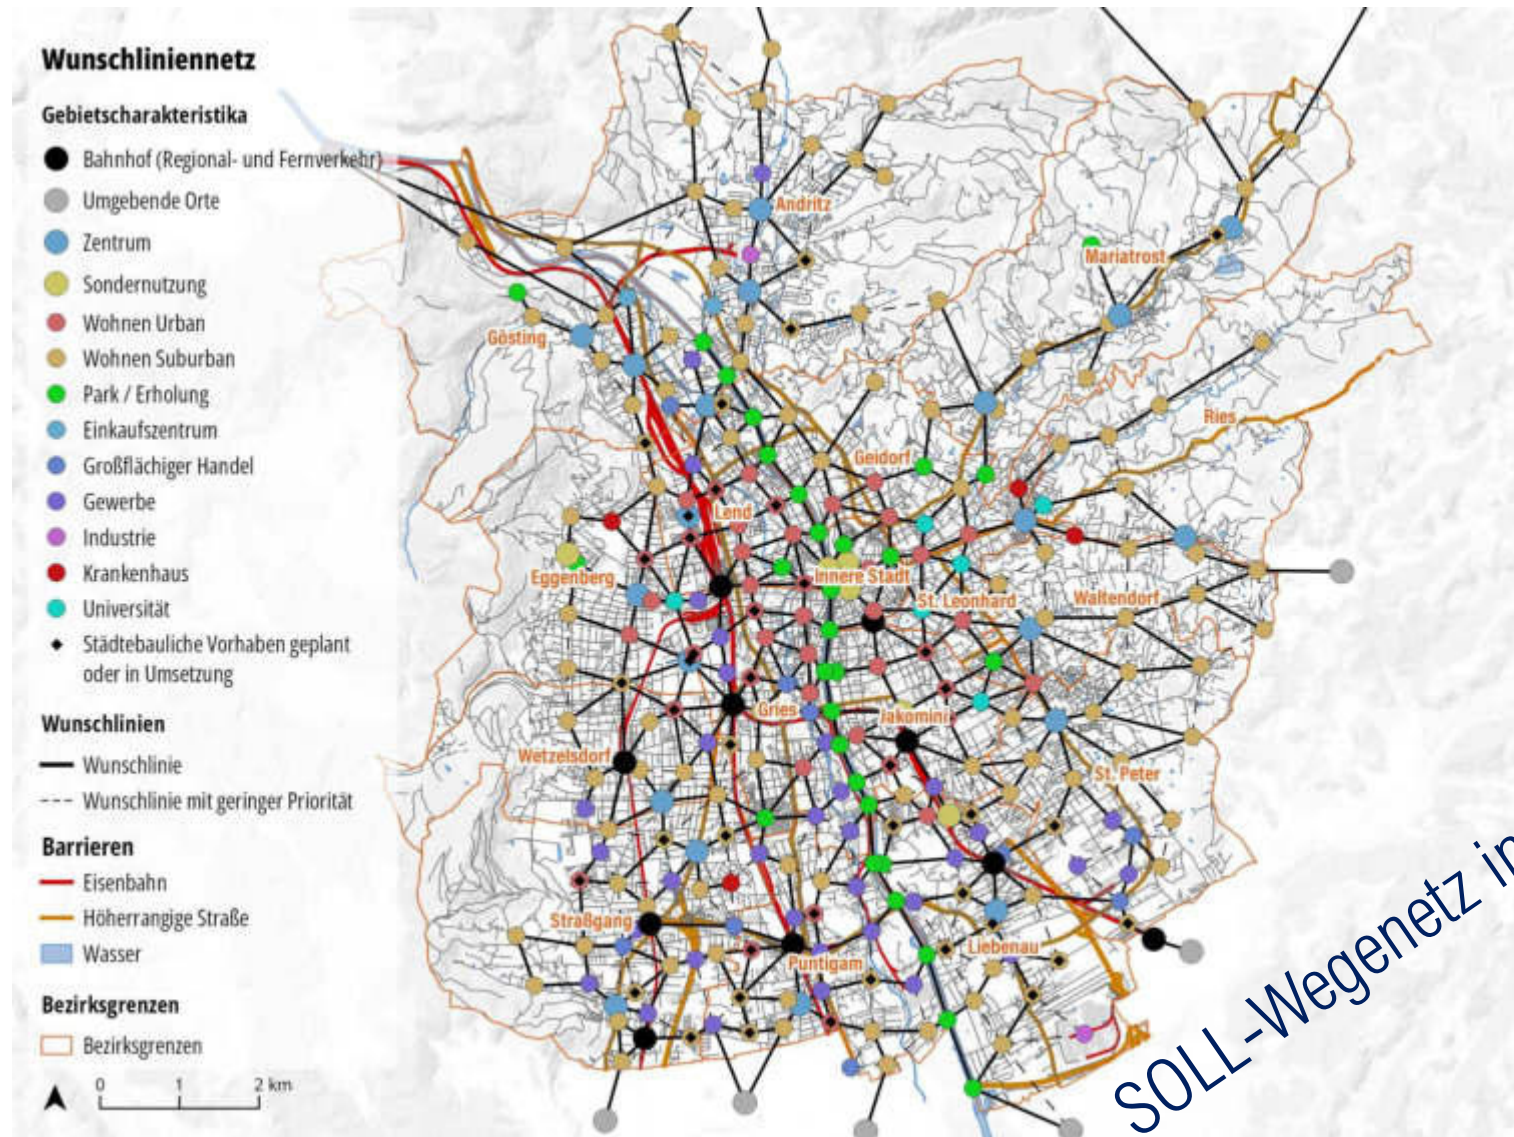 Wunschliniennetz
Gebietscharakteristika
Bahnhof (Regional- und Fernverkehr)
Umgebende Orte
Zentrum
Sondernutzung
Wohnen Urban
Wohnen Suburban
Park / Erholung
Einkaufszentrum
Großflächiger Handel
Gewerbe
Industrie
Krankenhaus
Universität
Städtebauliche Vorhaben geplant
oder in Umsetzung
Wunschlinien
Wunschlinie
Wunschlinie mit geringer Priorität
Barrieren
Eisenbahn
Höherrangige Straße
Wasser
Bezirksgrenzen
Bezirksgrenzen
0 1 2 km
Andritz
Mariatrost
Gösting
Ries
Geidorf
Lend
Eggenberg
Innere Stadt
St. Leonhard
Waltendorf
Gries
Jakomini
Wetzelsdorf
St. Peter
Straßgang
Liebenau
Puntigam
SOLL-Wegenetz in